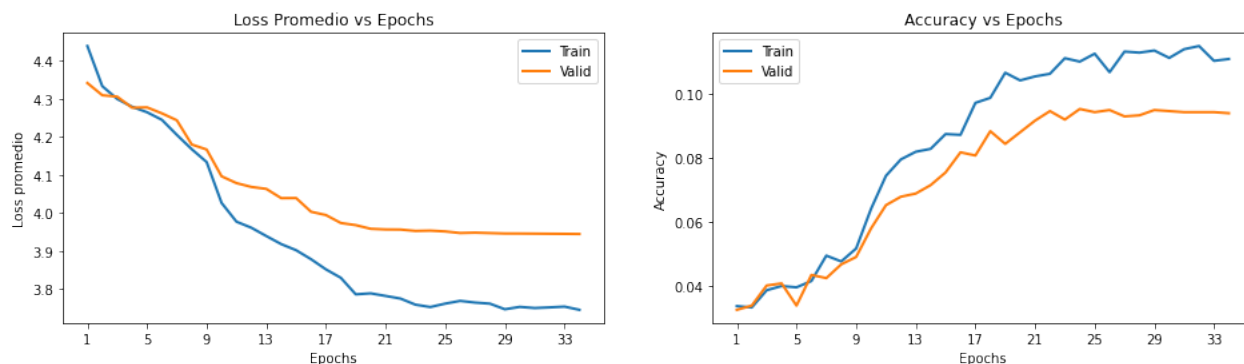 Loss Promedio vs Epochs
Loss promedio
4.4
4.3
4.2
4.1
4.0
3.9
3.8
Train
Valid
1 5 9 13 17 21 25 29 33
Epochs
Accuracy vs Epochs
Accuracy
0.10
0.08
0.06
0.04
Train
Valid
1 5 9 13 17 21 25 29 33
Epochs